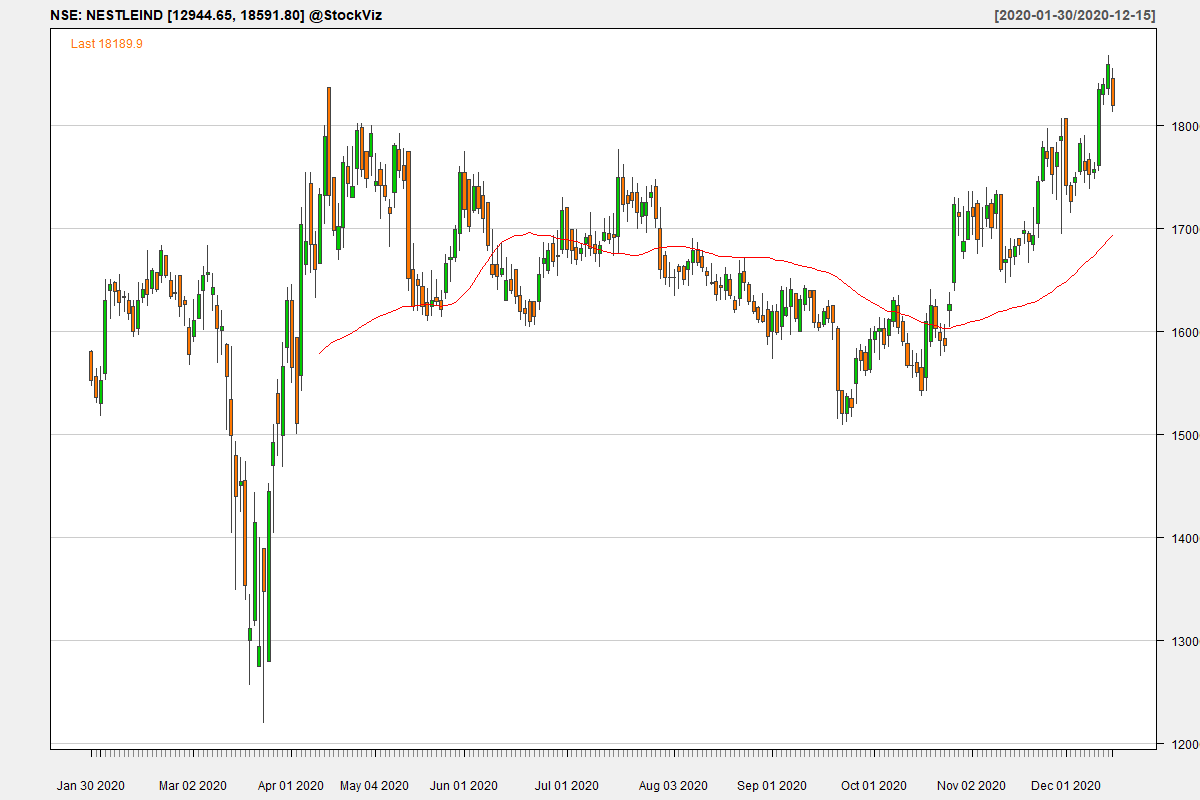 NSE: NESTLEIND [12944.65, 18591.80] @StockViz
[2020-01-30/2020-12-15]
Last 18189.9
1800
1700
1600
1500
1400
1300
1200
Jan 30 2020 Mar 02 2020 Apr 01 2020 May 04 2020 Jun 01 2020 Jul 01 2020 Aug 03 2020 Sep 01 2020 Oct 01 2020 Nov 02 2020 Dec 01 2020